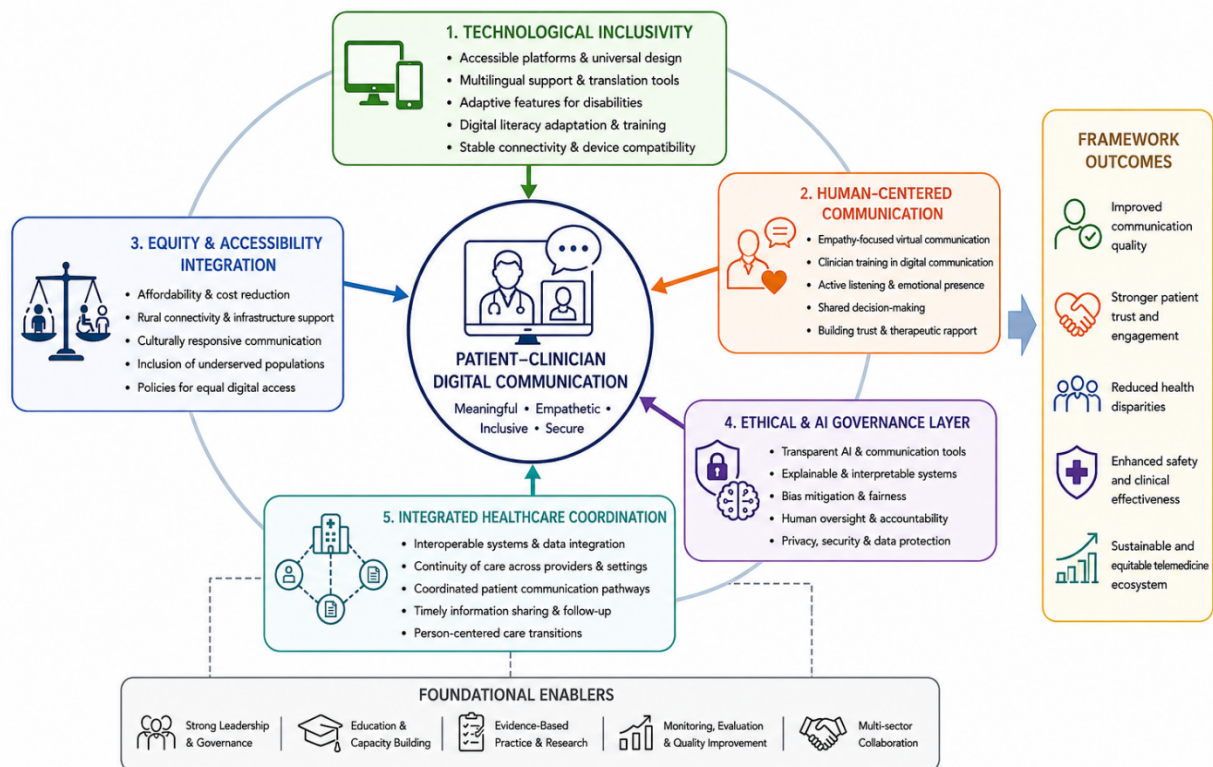 1. TECHNOLOGICAL INCLUSIVITY
• Accessible platforms & universal design
• Multilingual support & translation tools
• Adaptive features for disabilities
• Digital literacy adaptation & training
• Stable connectivity & device compatibility
2. HUMAN-CENTERED
COMMUNICATION
• Empathy-focused virtual communication
• Clinician training in digital communication
• Active listening & emotional presence
• Shared decision-making
• Building trust & therapeutic rapport
3. EQUITY & ACCESSIBILITY
INTEGRATION
• Affordability & cost reduction
• Rural connectivity & infrastructure support
• Culturally responsive communication
• Inclusion of underserved populations
• Policies for equal digital access
PATIENT–CLINICIAN
DIGITAL COMMUNICATION
Meaningful • Empathetic •
Inclusive • Secure
4. ETHICAL & AI GOVERNANCE LAYER
• Transparent AI & communication tools
• Explainable & interpretable systems
• Bias mitigation & fairness
• Human oversight & accountability
• Privacy, security & data protection
5. INTEGRATED HEALTHCARE COORDINATION
• Interoperable systems & data integration
• Continuity of care across providers & settings
• Coordinated patient communication pathways
• Timely information sharing & follow-up
• Person-centered care transitions
FRAMEWORK
OUTCOMES
Improved
communication
quality
Stronger patient
trust and
engagement
Reduced health
disparities
Enhanced safety
and clinical
effectiveness
Sustainable and
equitable telemedicine
ecosystem
FOUNDATIONAL ENABLERS
Strong Leadership
& Governance
Education &
Capacity Building
Evidence-Based
Practice & Research
Monitoring, Evaluation
& Quality Improvement
Multi-sector
Collaboration